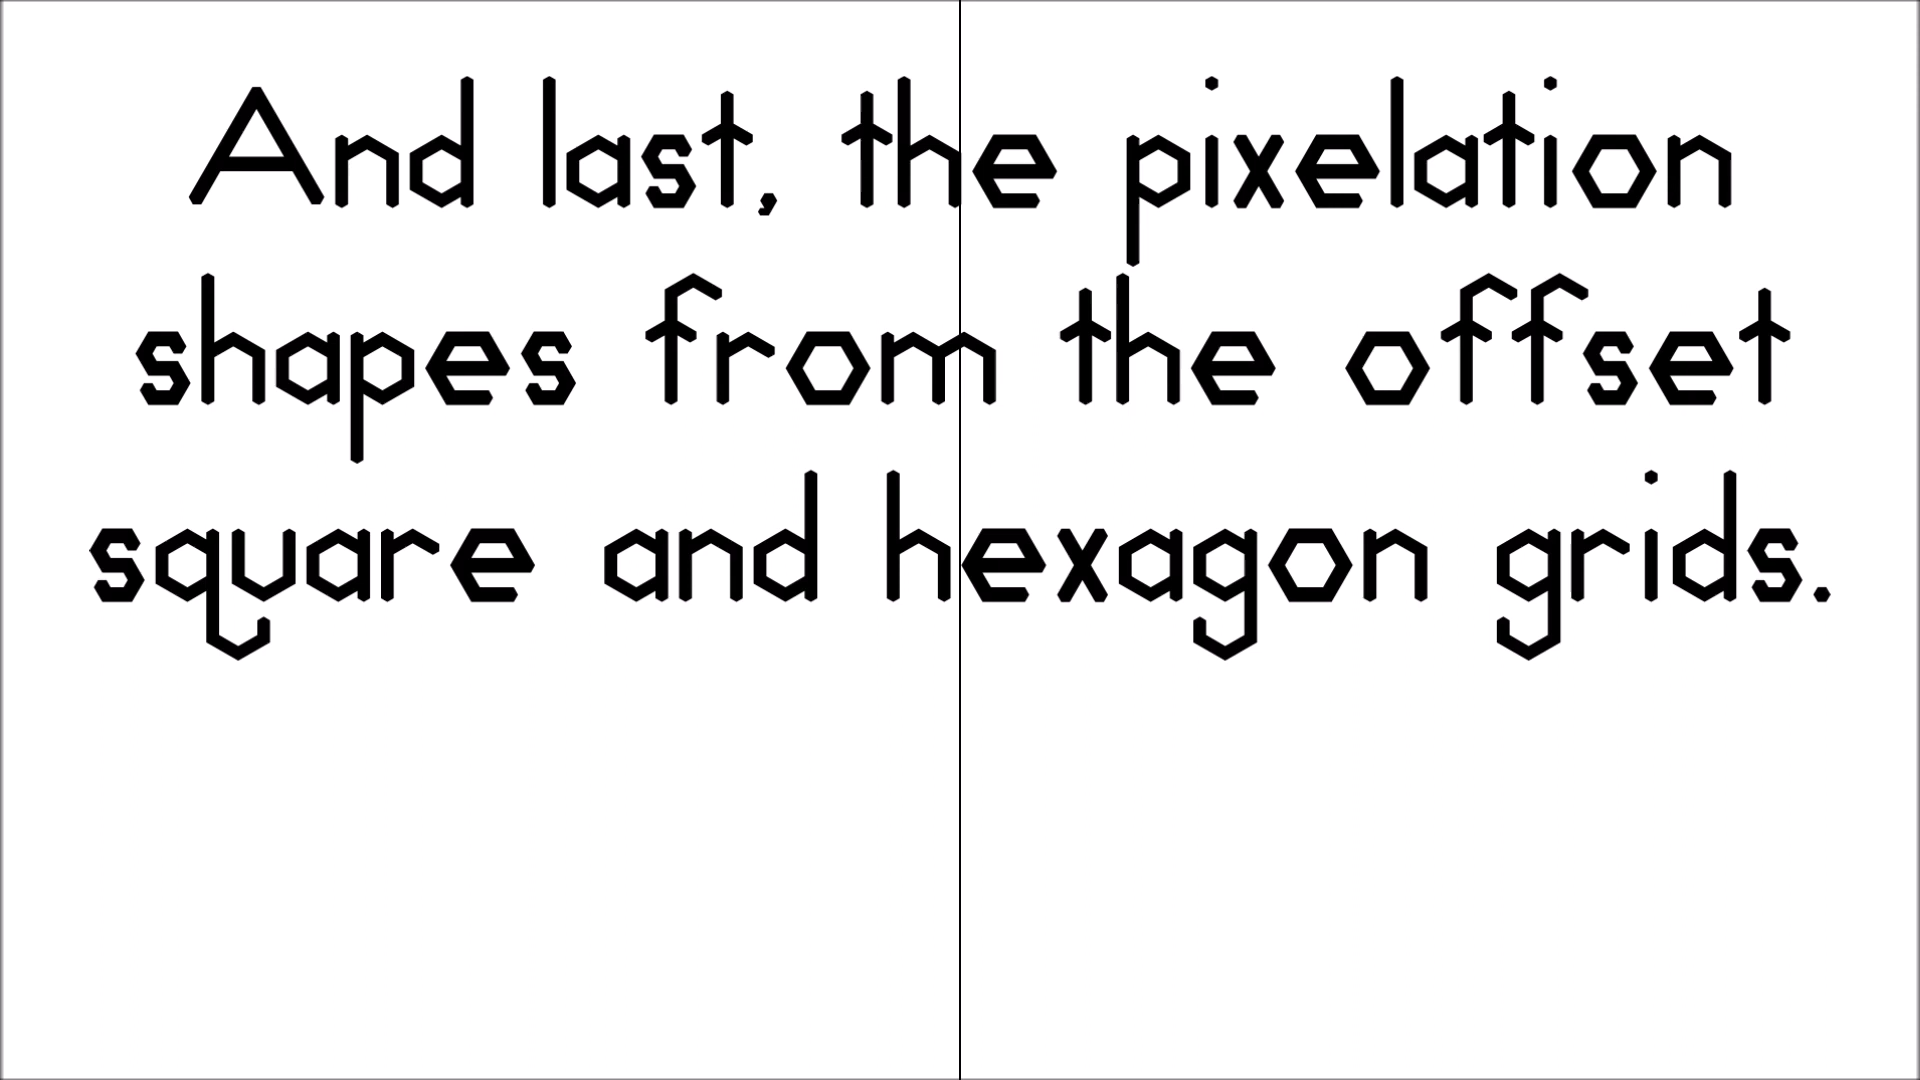 And last, the pixelation
shapes from the offset
square and hexagon grids.